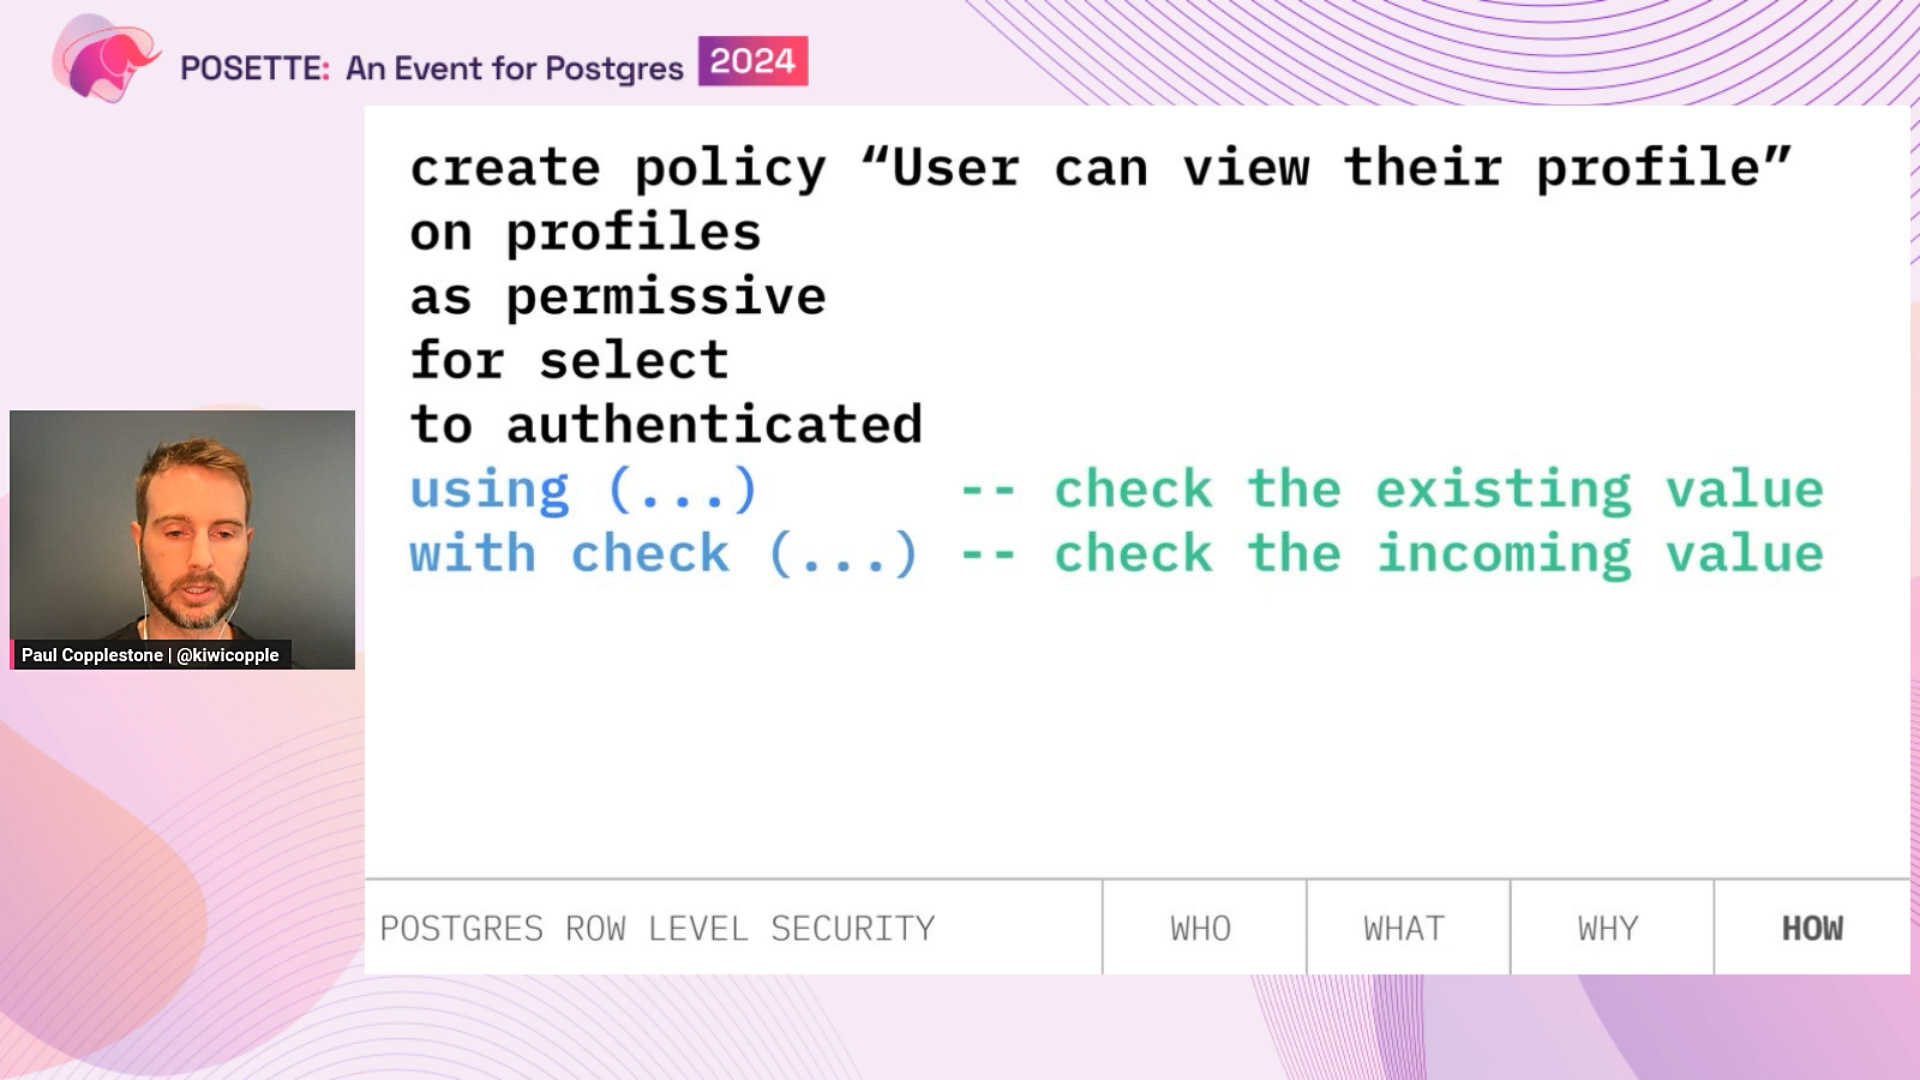 POSETTE: An Event for Postgres 2024
create policy “User can view their profile”
on profiles
as permissive
for select
to authenticated
using (...) -- check the existing value
with check (...) -- check the incoming value
Paul Copplestone | @kiwicopple
POSTGRES ROW LEVEL SECURITY WHO WHAT WHY HOW